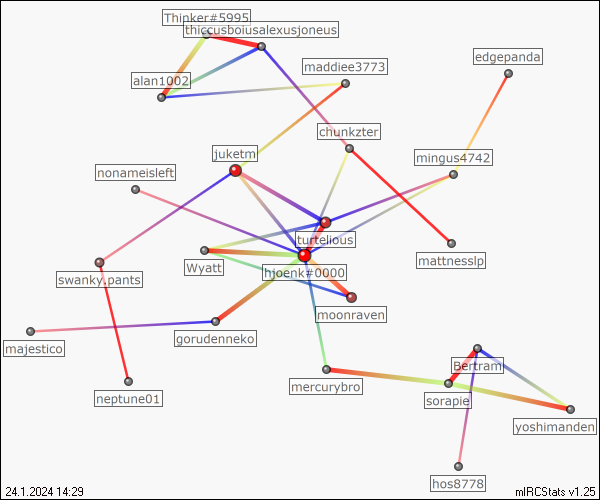 Thinker#5995
thiccusboiusalexusjoneus
edgepanda
maddiee3773
alan1002
chunkzter
juketm
mingus4742
nonameisleft
turtellous
Wyatt
mattnesslp
hjoenk#0000
swanky.pants
moonraven
gorudenneko
majestico
Bertram
mercurybro
neptune01
sorapie
yoshimanden
hos8778
24.1.2024 14:29
mIRCStats v1.25